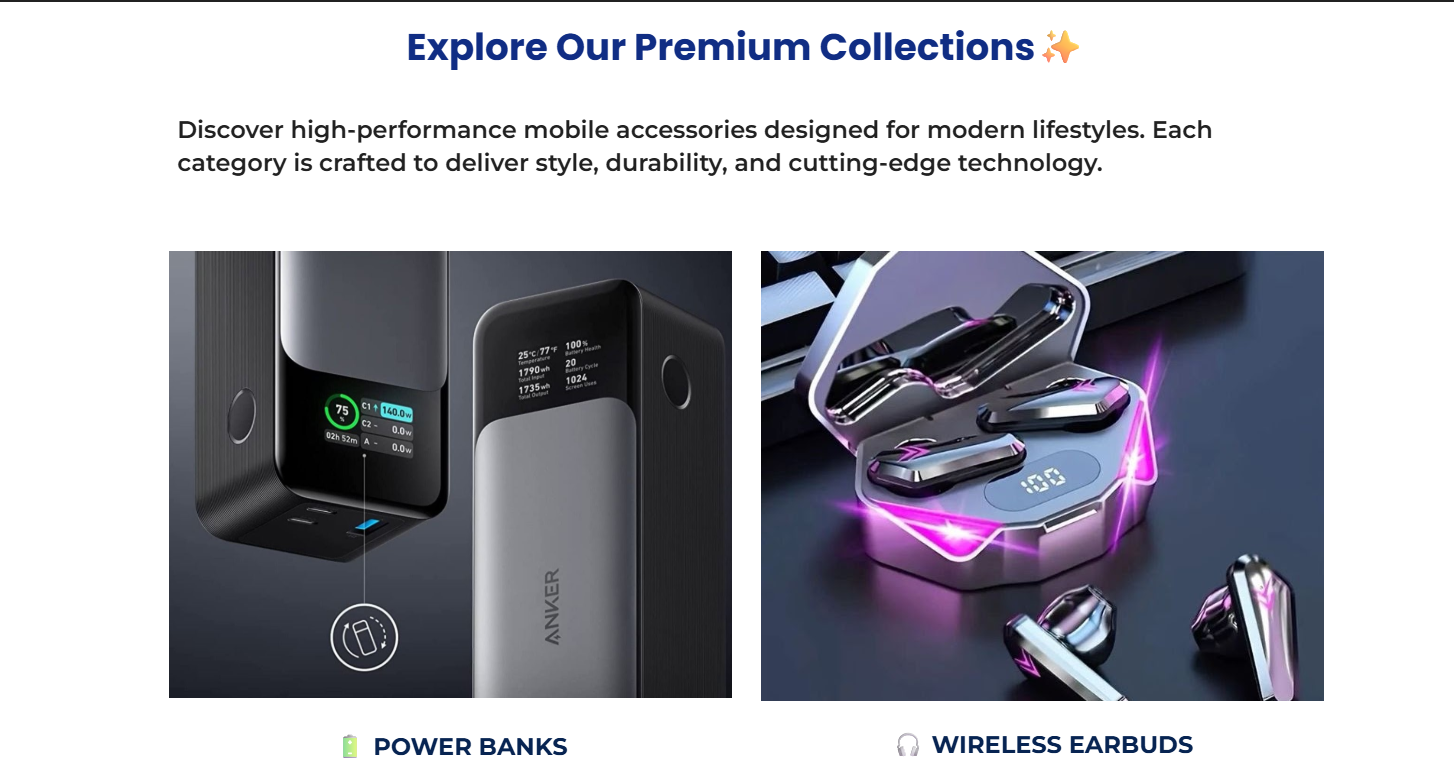 Explore Our Premium Collections ✨
Discover high-performance mobile accessories designed for modern lifestyles. Each
category is crafted to deliver style, durability, and cutting-edge technology.
75
%
02h 52m
C1 ↑ 140.0w
C2 - 0.0w
A - 0.0w
25°C/77°F
Temperature
1790wh
Total Input
1735wh
Total Output
100%
Battery Health
20
Battery Cycle
1024
Screen Uses
ANKER
100
🔋 POWER BANKS
🎧 WIRELESS EARBUDS